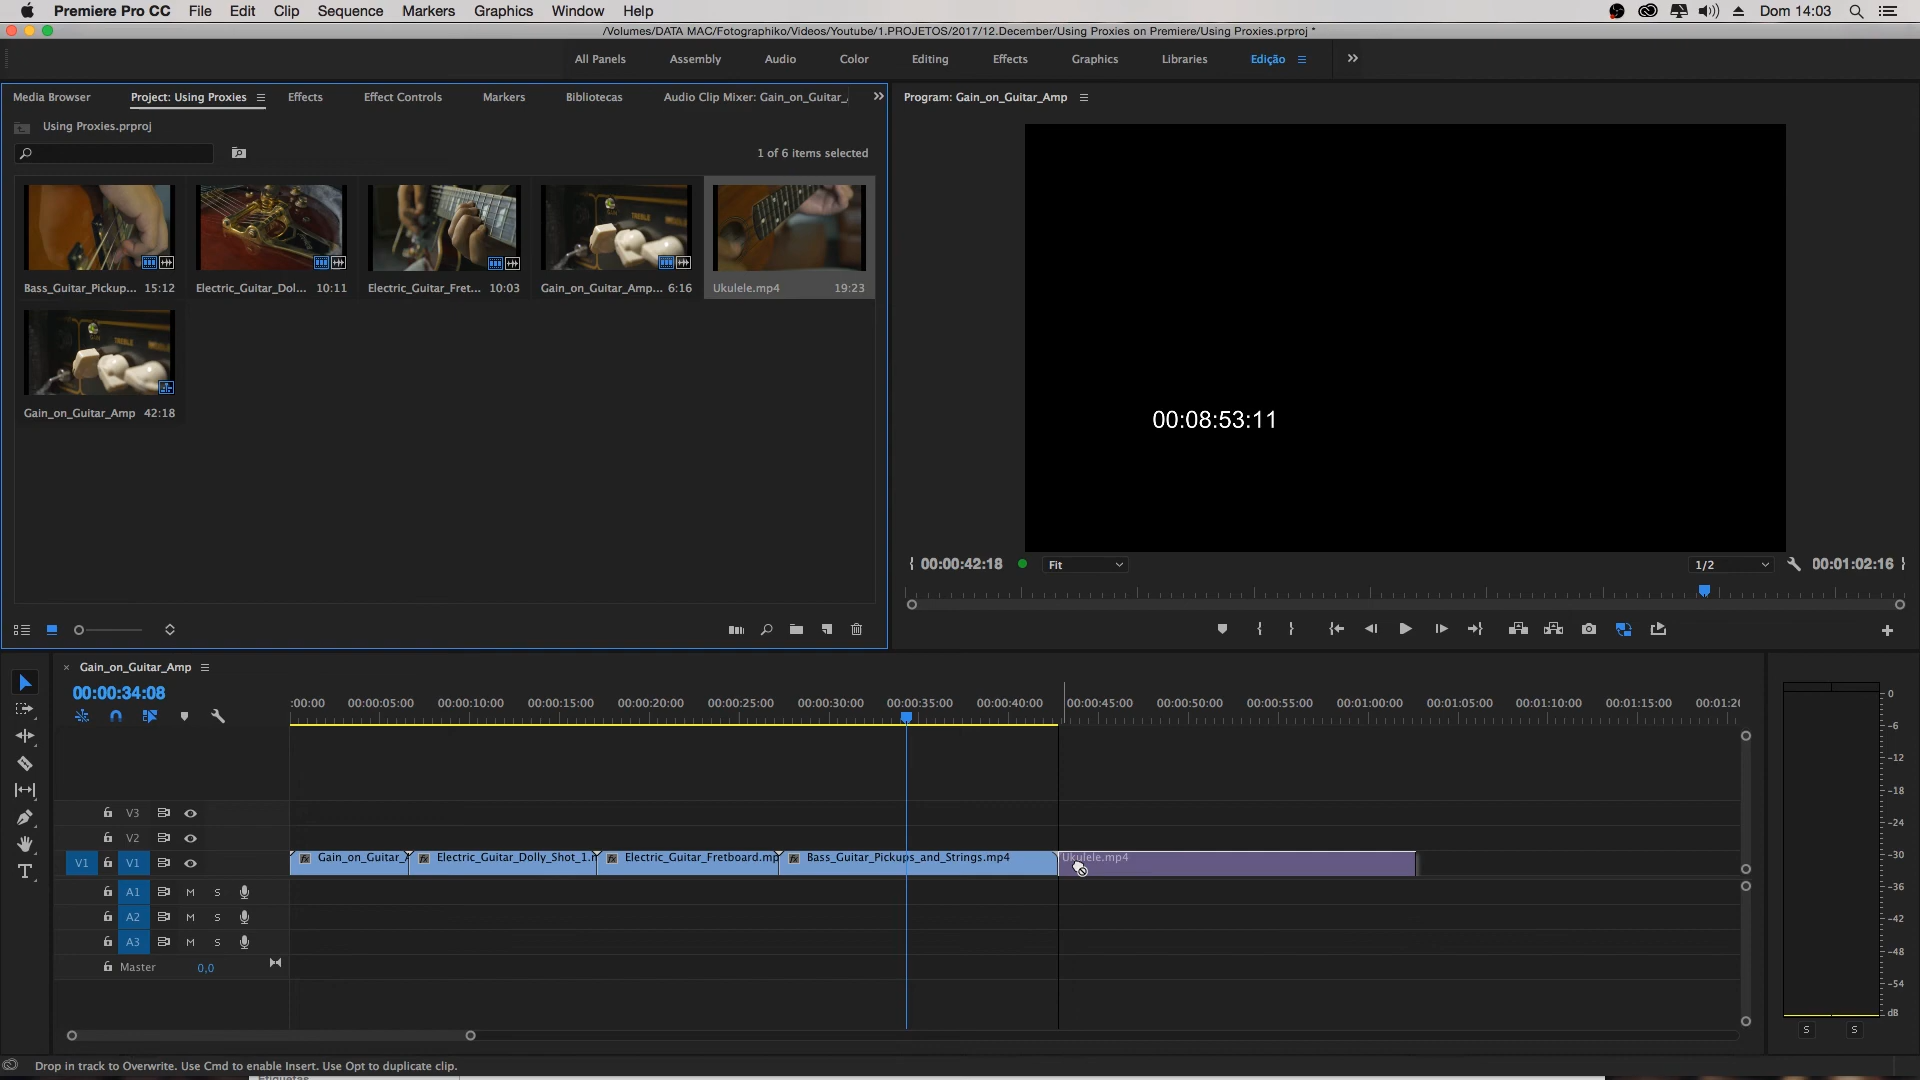 Premiere Pro CC File Edit Clip Sequence Markers Graphics Window Help Dom 14:03
/Volumes/DATA MAC/Fotographiko/Videos/Youtube/1.PROJETOS/2017/12.December/Using Proxies on Premiere/Using Proxies.prproj *
All Panels Assembly Audio Color Editing Effects Graphics Libraries Edição
Media Browser Project: Using Proxies Effects Effect Controls Markers Bibliotecas Audio Clip Mixer: Gain_on_Guitar_
Using Proxies.prproj
1 of 6 items selected
Bass_Guitar_Pickup... 15:12 Electric_Guitar_Dol... 10:11 Electric_Guitar_Fret... 10:03 Gain_on_Guitar_Amp... 6:16 Ukulele.mp4 19:23
Gain_on_Guitar_Amp 42:18
Program: Gain_on_Guitar_Amp
00:08:53:11
00:00:42:18 Fit 1/2 00:01:02:16
Gain_on_Guitar_Amp
00:00:34:08
:00:00 00:00:05:00 00:00:10:00 00:00:15:00 00:00:20:00 00:00:25:00 00:00:30:00 00:00:35:00 00:00:40:00 00:00:45:00 00:00:50:00 00:00:55:00 00:01:00:00 00:01:05:00 00:01:10:00 00:01:15:00 00:01:20
V3
V2
V1 V1 fx Gain_on_Guitar_ fx Electric_Guitar_Dolly_Shot_1. fx Electric_Guitar_Fretboard.mp fx Bass_Guitar_Pickups_and_Strings.mp4 Ukulele.mp4
A1 M S
A2 M S
A3 M S
Master 0,0
0
-6
-12
-18
-24
-30
-36
-42
-48
-54
dB
S S
Drop in track to Overwrite. Use Cmd to enable Insert. Use Opt to duplicate clip.